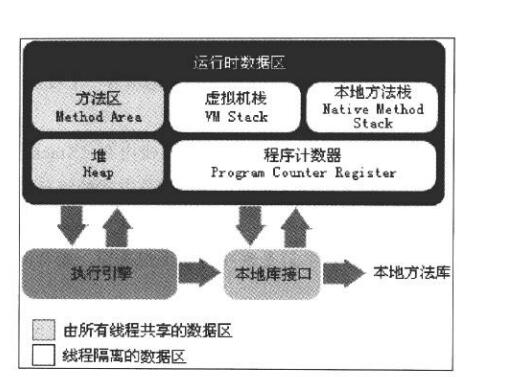 运行时数据区
方法区
Method Area
虚拟机栈
VM Stack
本地方法栈
Native Method
Stack
堆
Heap
程序计数器
Program Counter Register
执行引擎
本地库接口
本地方法库
由所有线程共享的数据区
线程隔离的数据区